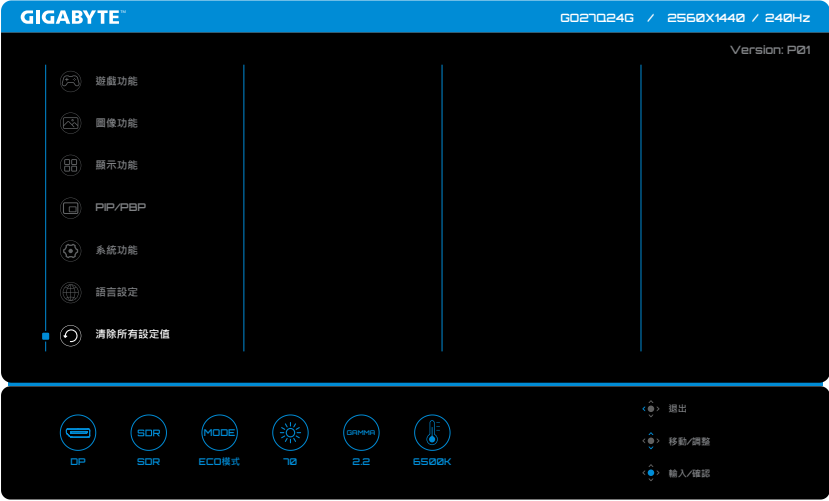 GIGABYTE™ GO27Q24G / 2560X1440 / 240Hz
Version: P01
遊戲功能
圖像功能
顯示功能
PIP/PBP
系統功能
語言設定
清除所有設定值
SDR MODE GAMMA
DP SDR ECO模式 70 2.2 6500K
退出
移動/調整
輸入/確認